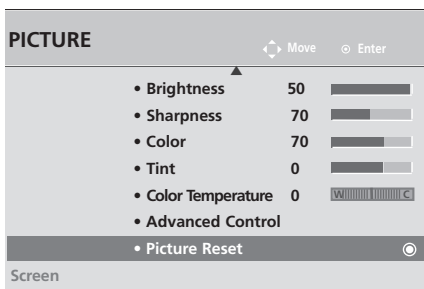 PICTURE
Move Enter
• Brightness 50
• Sharpness 70
• Color 70
• Tint 0
• Color Temperature 0 W C
• Advanced Control
• Picture Reset
Screen